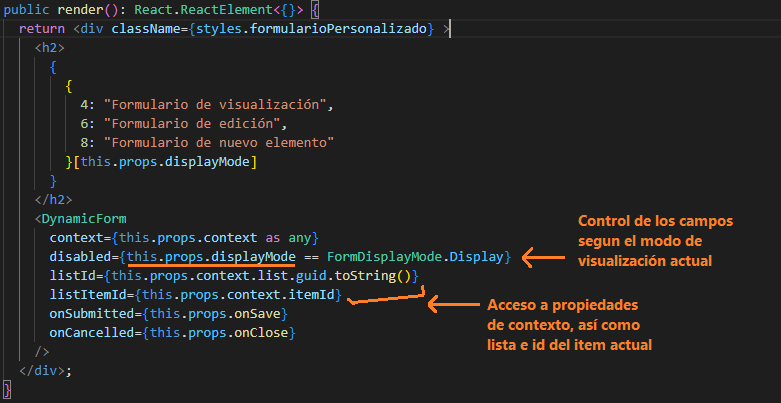 public render(): React.ReactElement<{}> {
return <div className={styles.formularioPersonalizado} >
<h2>
{
{
4: "Formulario de visualización",
6: "Formulario de edición",
8: "Formulario de nuevo elemento"
}[this.props.displayMode]
}
</h2>
<DynamicForm
context={this.props.context as any}
disabled={this.props.displayMode == FormDisplayMode.Display}
listId={this.props.context.list.guid.toString()}
listItemId={this.props.context.itemId}
onSubmitted={this.props.onSave}
onCancelled={this.props.onClose}
/>
</div>;
}
Control de los campos
segun el modo de
visualización actual
Acceso a propiedades
de contexto, así como
lista e id del item actual